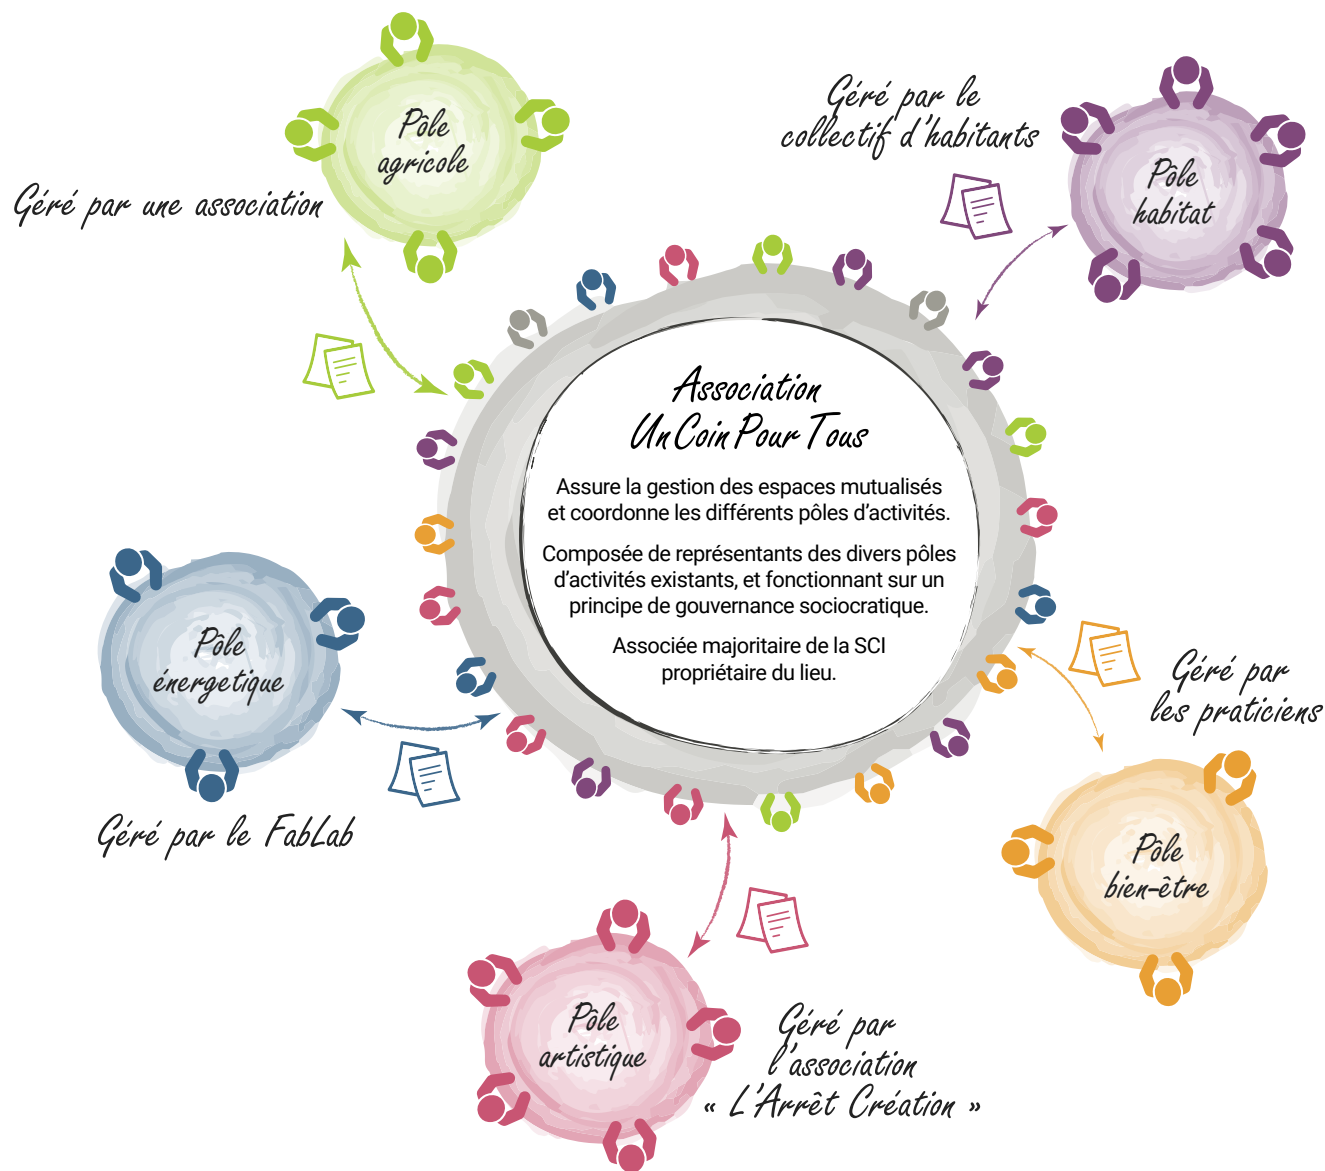 Pôle
agricole
Géré par une association
Géré par le
collectif d'habitants
Pôle
habitat
Association
Un Coin Pour Tous
Assure la gestion des espaces mutualisés
et coordonne les différents pôles d’activités.
Composée de représentants des divers pôles
d’activités existants, et fonctionnant sur un
principe de gouvernance sociocratique.
Associée majoritaire de la SCI
propriétaire du lieu.
Pôle
énergetique
Géré par le FabLab
Géré par
les praticiens
Pôle
bien-être
Pôle
artistique
Géré par
l'association
« L'Arrêt Création »